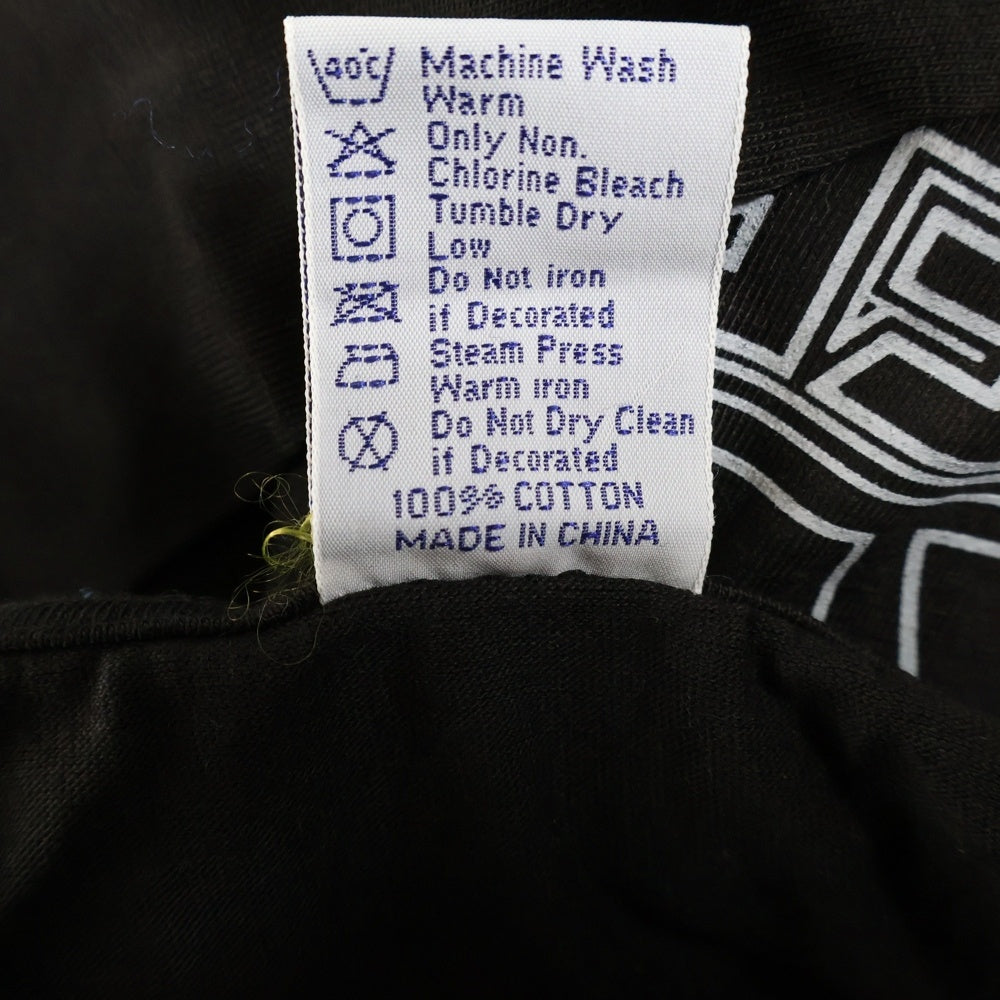 40c Machine Wash
Warm
Only Non.
Chlorine Bleach
Tumble Dry
Low
Do Not iron
if Decorated
Steam Press
Warm iron
Do Not Dry Clean
if Decorated
100% COTTON
MADE IN CHINA